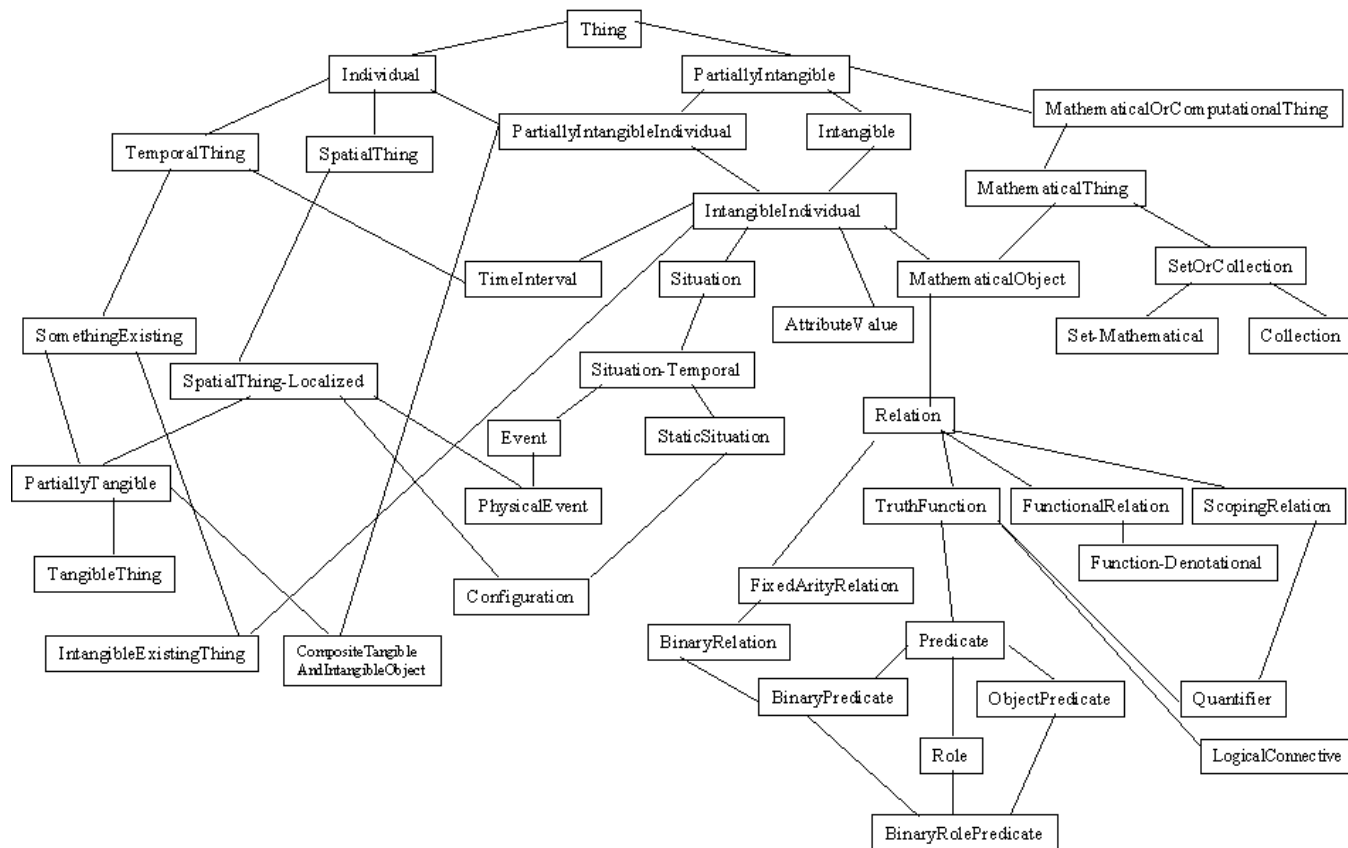 Thing
Individual
PartiallyIntangible
MathematicalOrComputationalThing
PartiallyIntangibleIndividual
Intangible
TemporalThing
SpatialThing
MathematicalThing
IntangibleIndividual
TimeInterval
Situation
MathematicalObject
SetOrCollection
AttributeValue
SomethingExisting
Set-Mathematical
Collection
SpatialThing-Localized
Situation-Temporal
Relation
Event
StaticSituation
PartiallyTangible
PhysicalEvent
TruthFunction
FunctionalRelation
ScopingRelation
TangibleThing
Function-Denotational
Configuration
FixedArityRelation
IntangibleExistingThing
CompositeTangible
AndIntangibleObject
BinaryRelation
Predicate
BinaryPredicate
ObjectPredicate
Quantifier
Role
LogicalConnective
BinaryRolePredicate